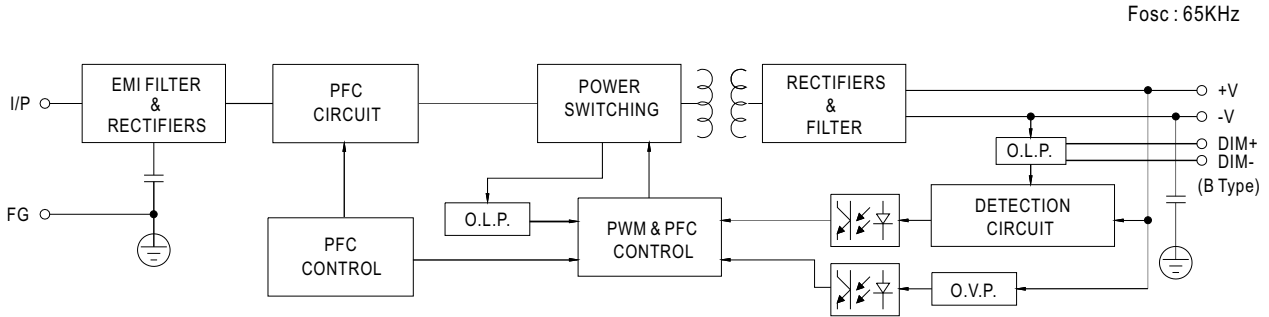 Fosc : 65KHz
I/P
EMI FILTER
&
RECTIFIERS
PFC
CIRCUIT
POWER
SWITCHING
RECTIFIERS
&
FILTER
+V
-V
O.L.P.
DIM+
DIM-
(B Type)
FG
PFC
CONTROL
O.L.P.
PWM & PFC
CONTROL
DETECTION
CIRCUIT
O.V.P.